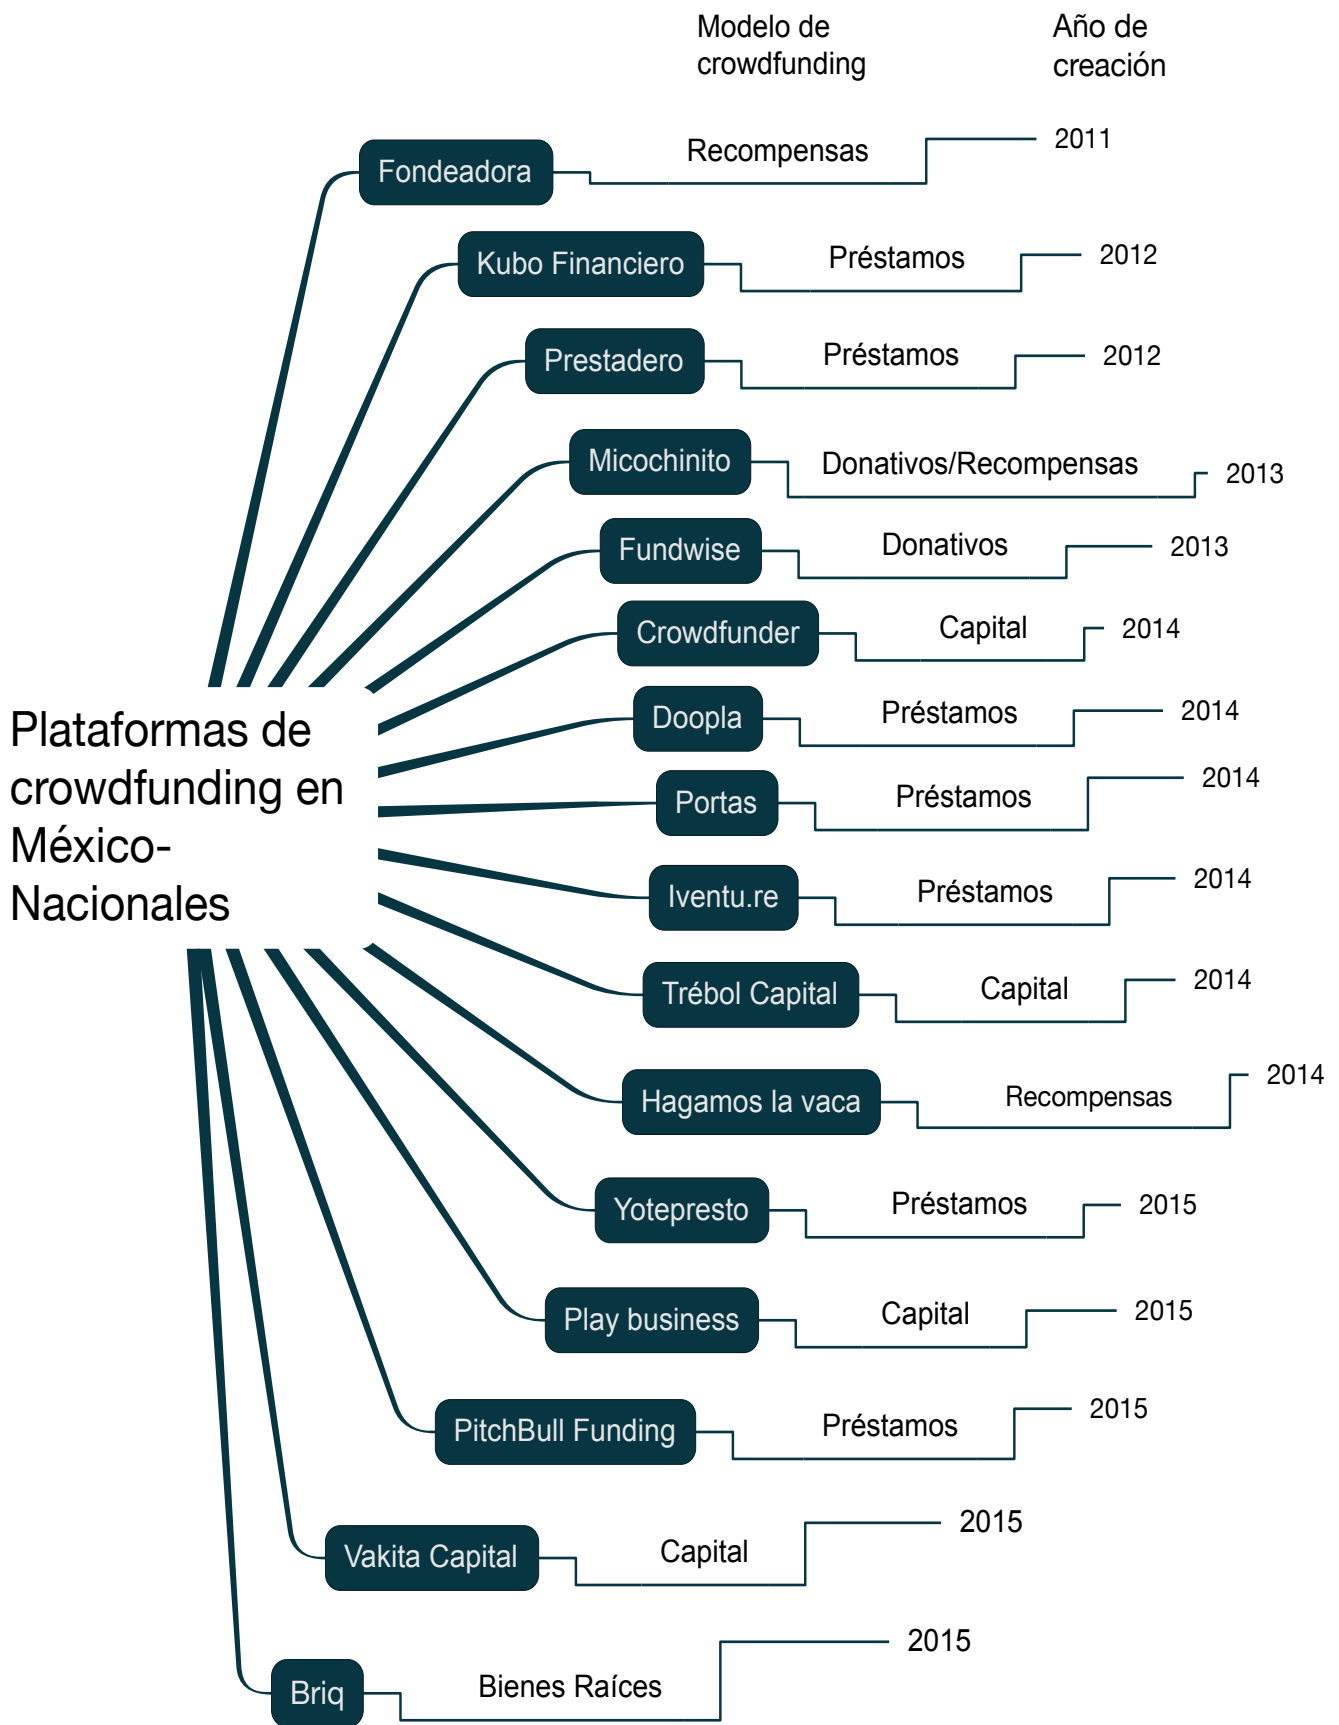 Modelo de
crowdfunding
Año de
creación
Fondeadora Recompensas 2011
Kubo Financiero Préstamos 2012
Prestadero Préstamos 2012
Micochinito Donativos/Recompensas 2013
Fundwise Donativos 2013
Crowdfunder Capital 2014
Doopla Préstamos 2014
Portas Préstamos 2014
Iventu.re Préstamos 2014
Trébol Capital Capital 2014
Hagamos la vaca Recompensas 2014
Yotepresto Préstamos 2015
Play business Capital 2015
PitchBull Funding Préstamos 2015
Vakita Capital Capital 2015
Briq Bienes Raíces 2015
Plataformas de
crowdfunding en
México-
Nacionales